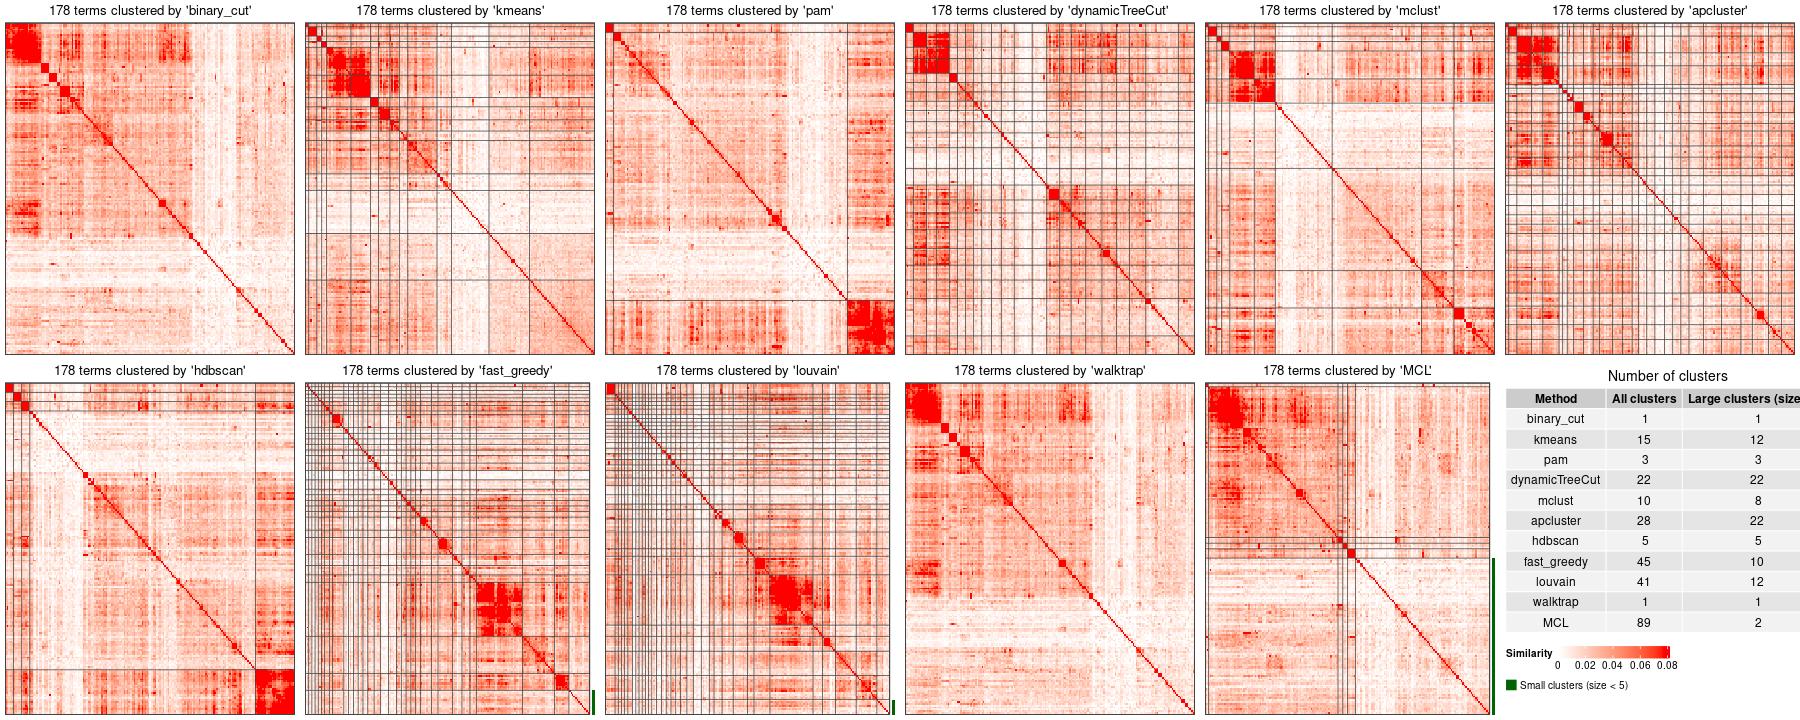 178 terms clustered by 'binary_cut'
178 terms clustered by 'kmeans'
178 terms clustered by 'pam'
178 terms clustered by 'dynamicTreeCut'
178 terms clustered by 'mclust'
178 terms clustered by 'apcluster'
178 terms clustered by 'hdbscan'
178 terms clustered by 'fast_greedy'
178 terms clustered by 'louvain'
178 terms clustered by 'walktrap'
178 terms clustered by 'MCL'
Number of clusters
Method All clusters Large clusters (size
binary_cut 1 1
kmeans 15 12
pam 3 3
dynamicTreeCut 22 22
mclust 10 8
apcluster 28 22
hdbscan 5 5
fast_greedy 45 10
louvain 41 12
walktrap 1 1
MCL 89 2
Similarity
0 0.02 0.04 0.06 0.08
Small clusters (size < 5)